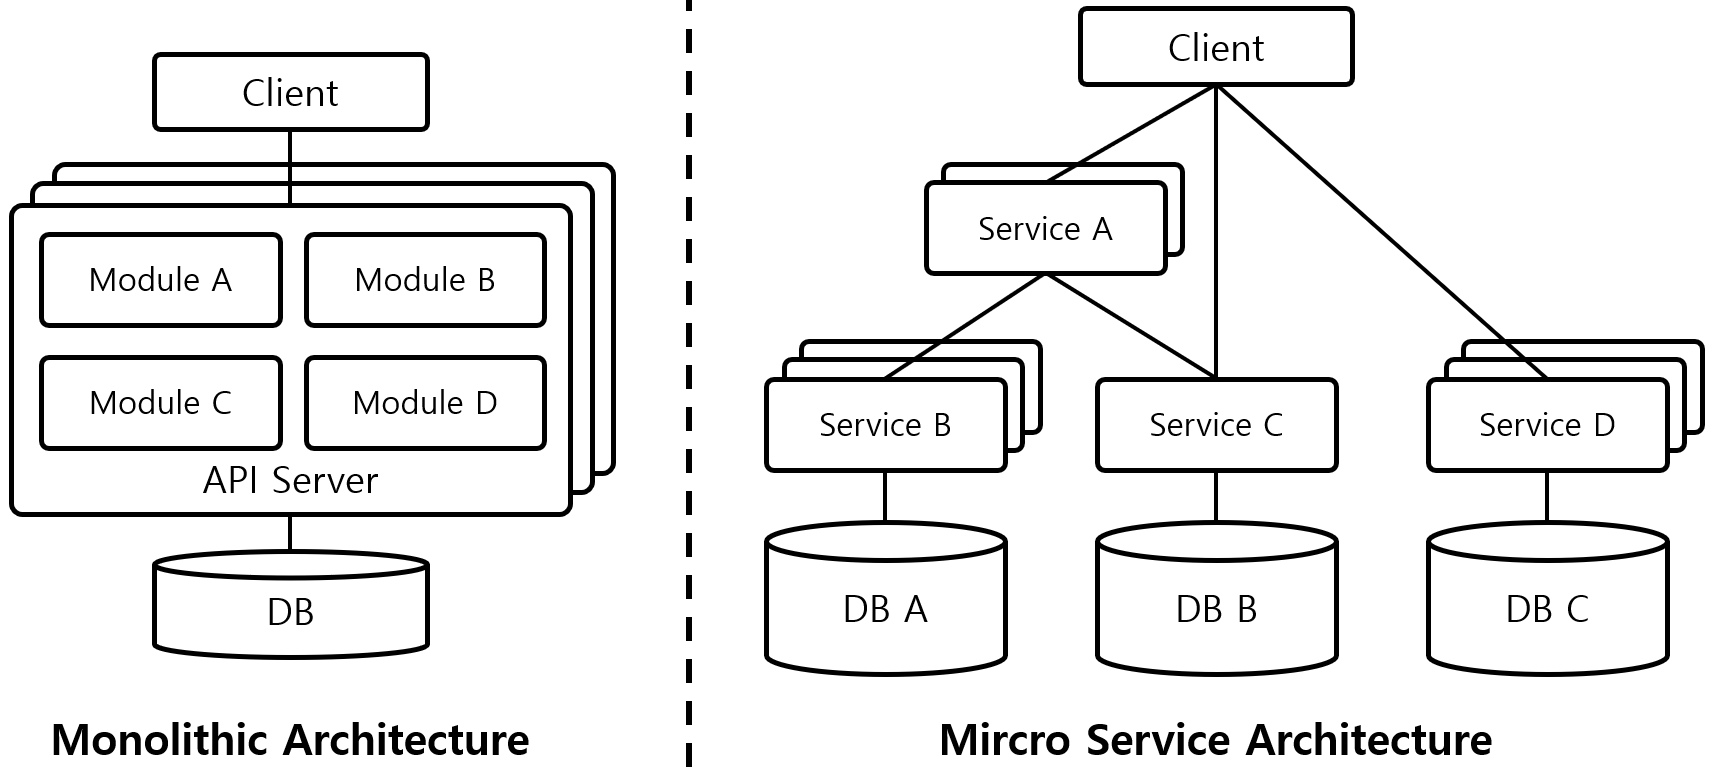 Client
Module A
Module B
Module C
Module D
API Server
DB
Monolithic Architecture
Client
Service A
Service B
Service C
Service D
DB A
DB B
DB C
Mircro Service Architecture